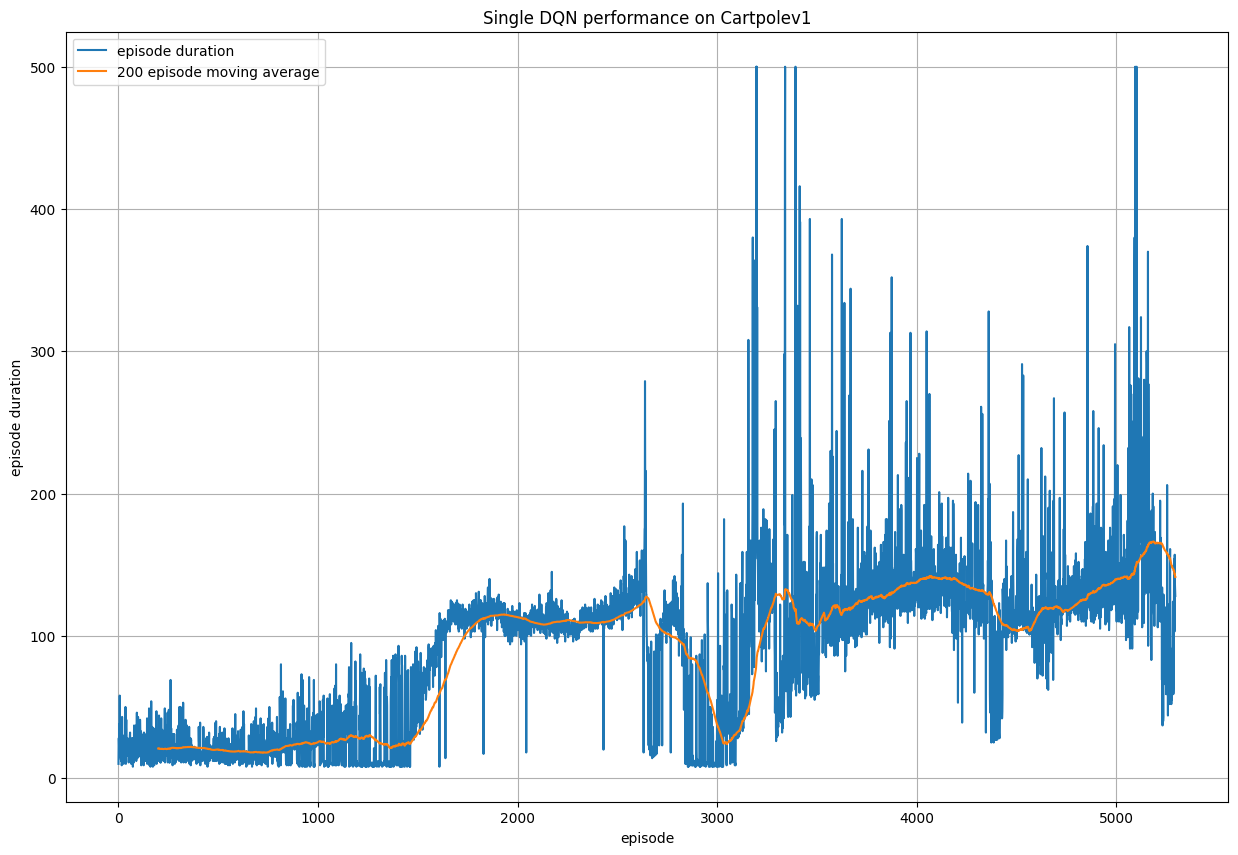 Single DQN performance on Cartpolev1
episode duration
200 episode moving average
500
400
300
200
100
0
episode duration
0 1000 2000 3000 4000 5000
episode